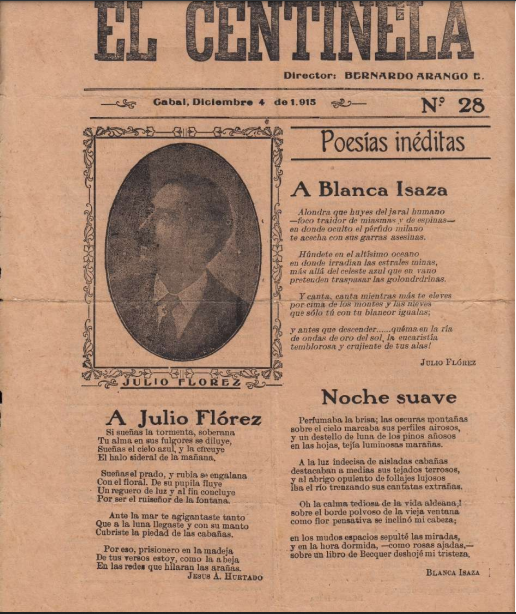 EL CENTINELA
Director: BERNARDO ARANGO E.
Cabal, Diciembre 4 de 1.915
Nº 28
Poesías inéditas
JULIO FLOREZ
A Blanca Isaza
Alondra que huyes del jaral humano
—foco traidor de miasmas y de espinas—
en donde oculto el pérfido milano
te acecha con sus garras asesinas.
Húndete en el altísimo oceano
en donde irradian las estrales minas,
más allá del celeste azul que en vano
pretenden traspasar las golondrinas.
Y canta, canta mientras más te eleves
por cima de los montes y las nieves
que sólo tú con tu blancor igualas;
y antes que descender......quéma en la ria
de ondas de oro del sol, la eucaristía
temblorosa y crujiente de tus alas!
JULIO FLÓREZ
A Julio Flórez
Si sueñas la tormenta, soberana
Tu alma en sus fulgores se diluye,
Sueñas el cielo azul, y la circuye
El halo sideral de la mañana.
Sueñas el prado, y rubia se engalana
Con el floral. De su pupila fluye
Un reguero de luz y al fin concluye
Por ser el ruiseñor de la fontana.
Ante la mar te agigantaste tanto
Que a la luna llegaste y con su manto
Cubriste la piedad de las cabañas.
Por eso, prisionero en la madeja
De tus versos estoy, como la abeja
En las redes que hilaran las arañas.
JESUS A. HURTADO
Noche suave
Perfumaba la brisa; las oscuras montañas
sobre el cielo marcaba sus perfiles airosos,
y un destello de luna de los pinos añosos
en las hojas, tejía luminosas marañas.
A la luz indecisa de aisladas cabañas
destacaban a medias sus tejados terrosos,
y al abrigo opulento de follajes lujosos
iba el río trenzando sus cantatas extrañas.
Oh la calma tediosa de la vida aldeana!
sobre el borde polvoso de la vieja ventana
como flor pensativa se inclinó mi cabeza;
en los mudos espacios sepulté las miradas,
y en la hora dormida, —como rosas ajadas,—
sobre un libro de Becquer deshojé mi tristeza.
BLANCA ISAZA